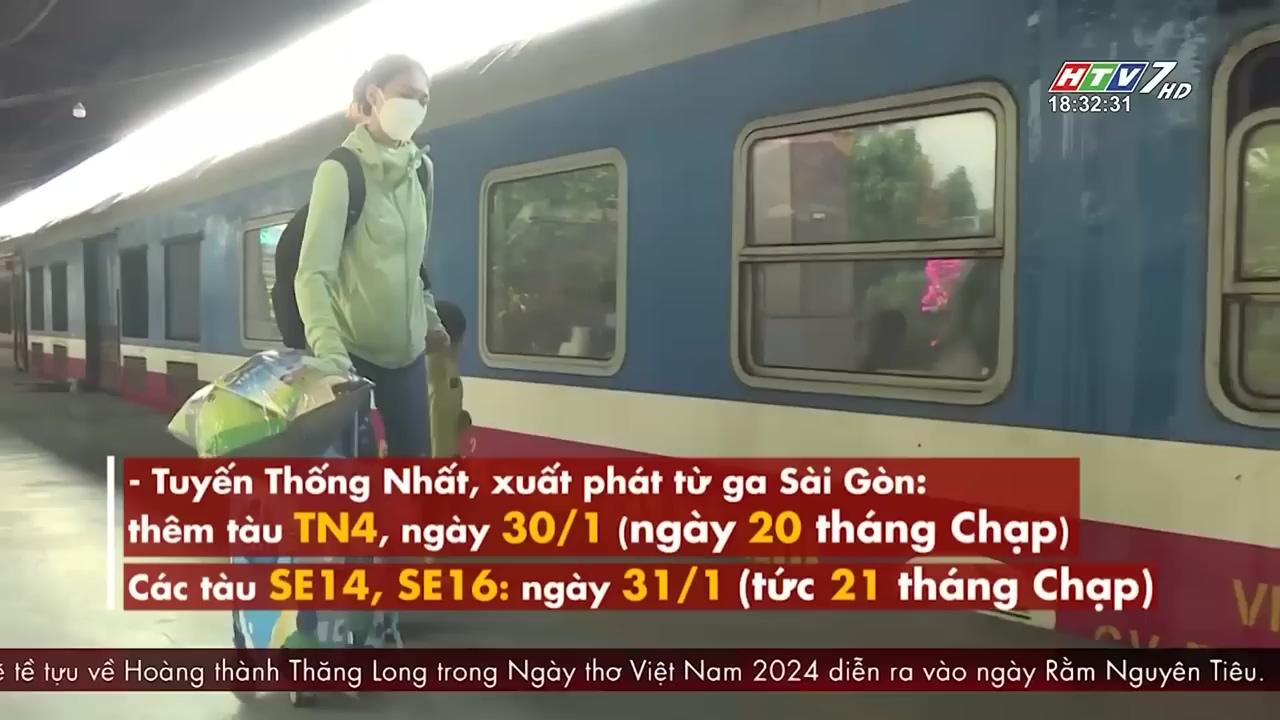 HTV7 HD
18:32:31
- Tuyến Thống Nhất, xuất phát từ ga Sài Gòn:
thêm tàu TN4, ngày 30/1 (ngày 20 tháng Chạp)
Các tàu SE14, SE16: ngày 31/1 (tức 21 tháng Chạp)
tề tựu về Hoàng thành Thăng Long trong Ngày thơ Việt Nam 2024 diễn ra vào ngày Rằm Nguyên Tiêu.